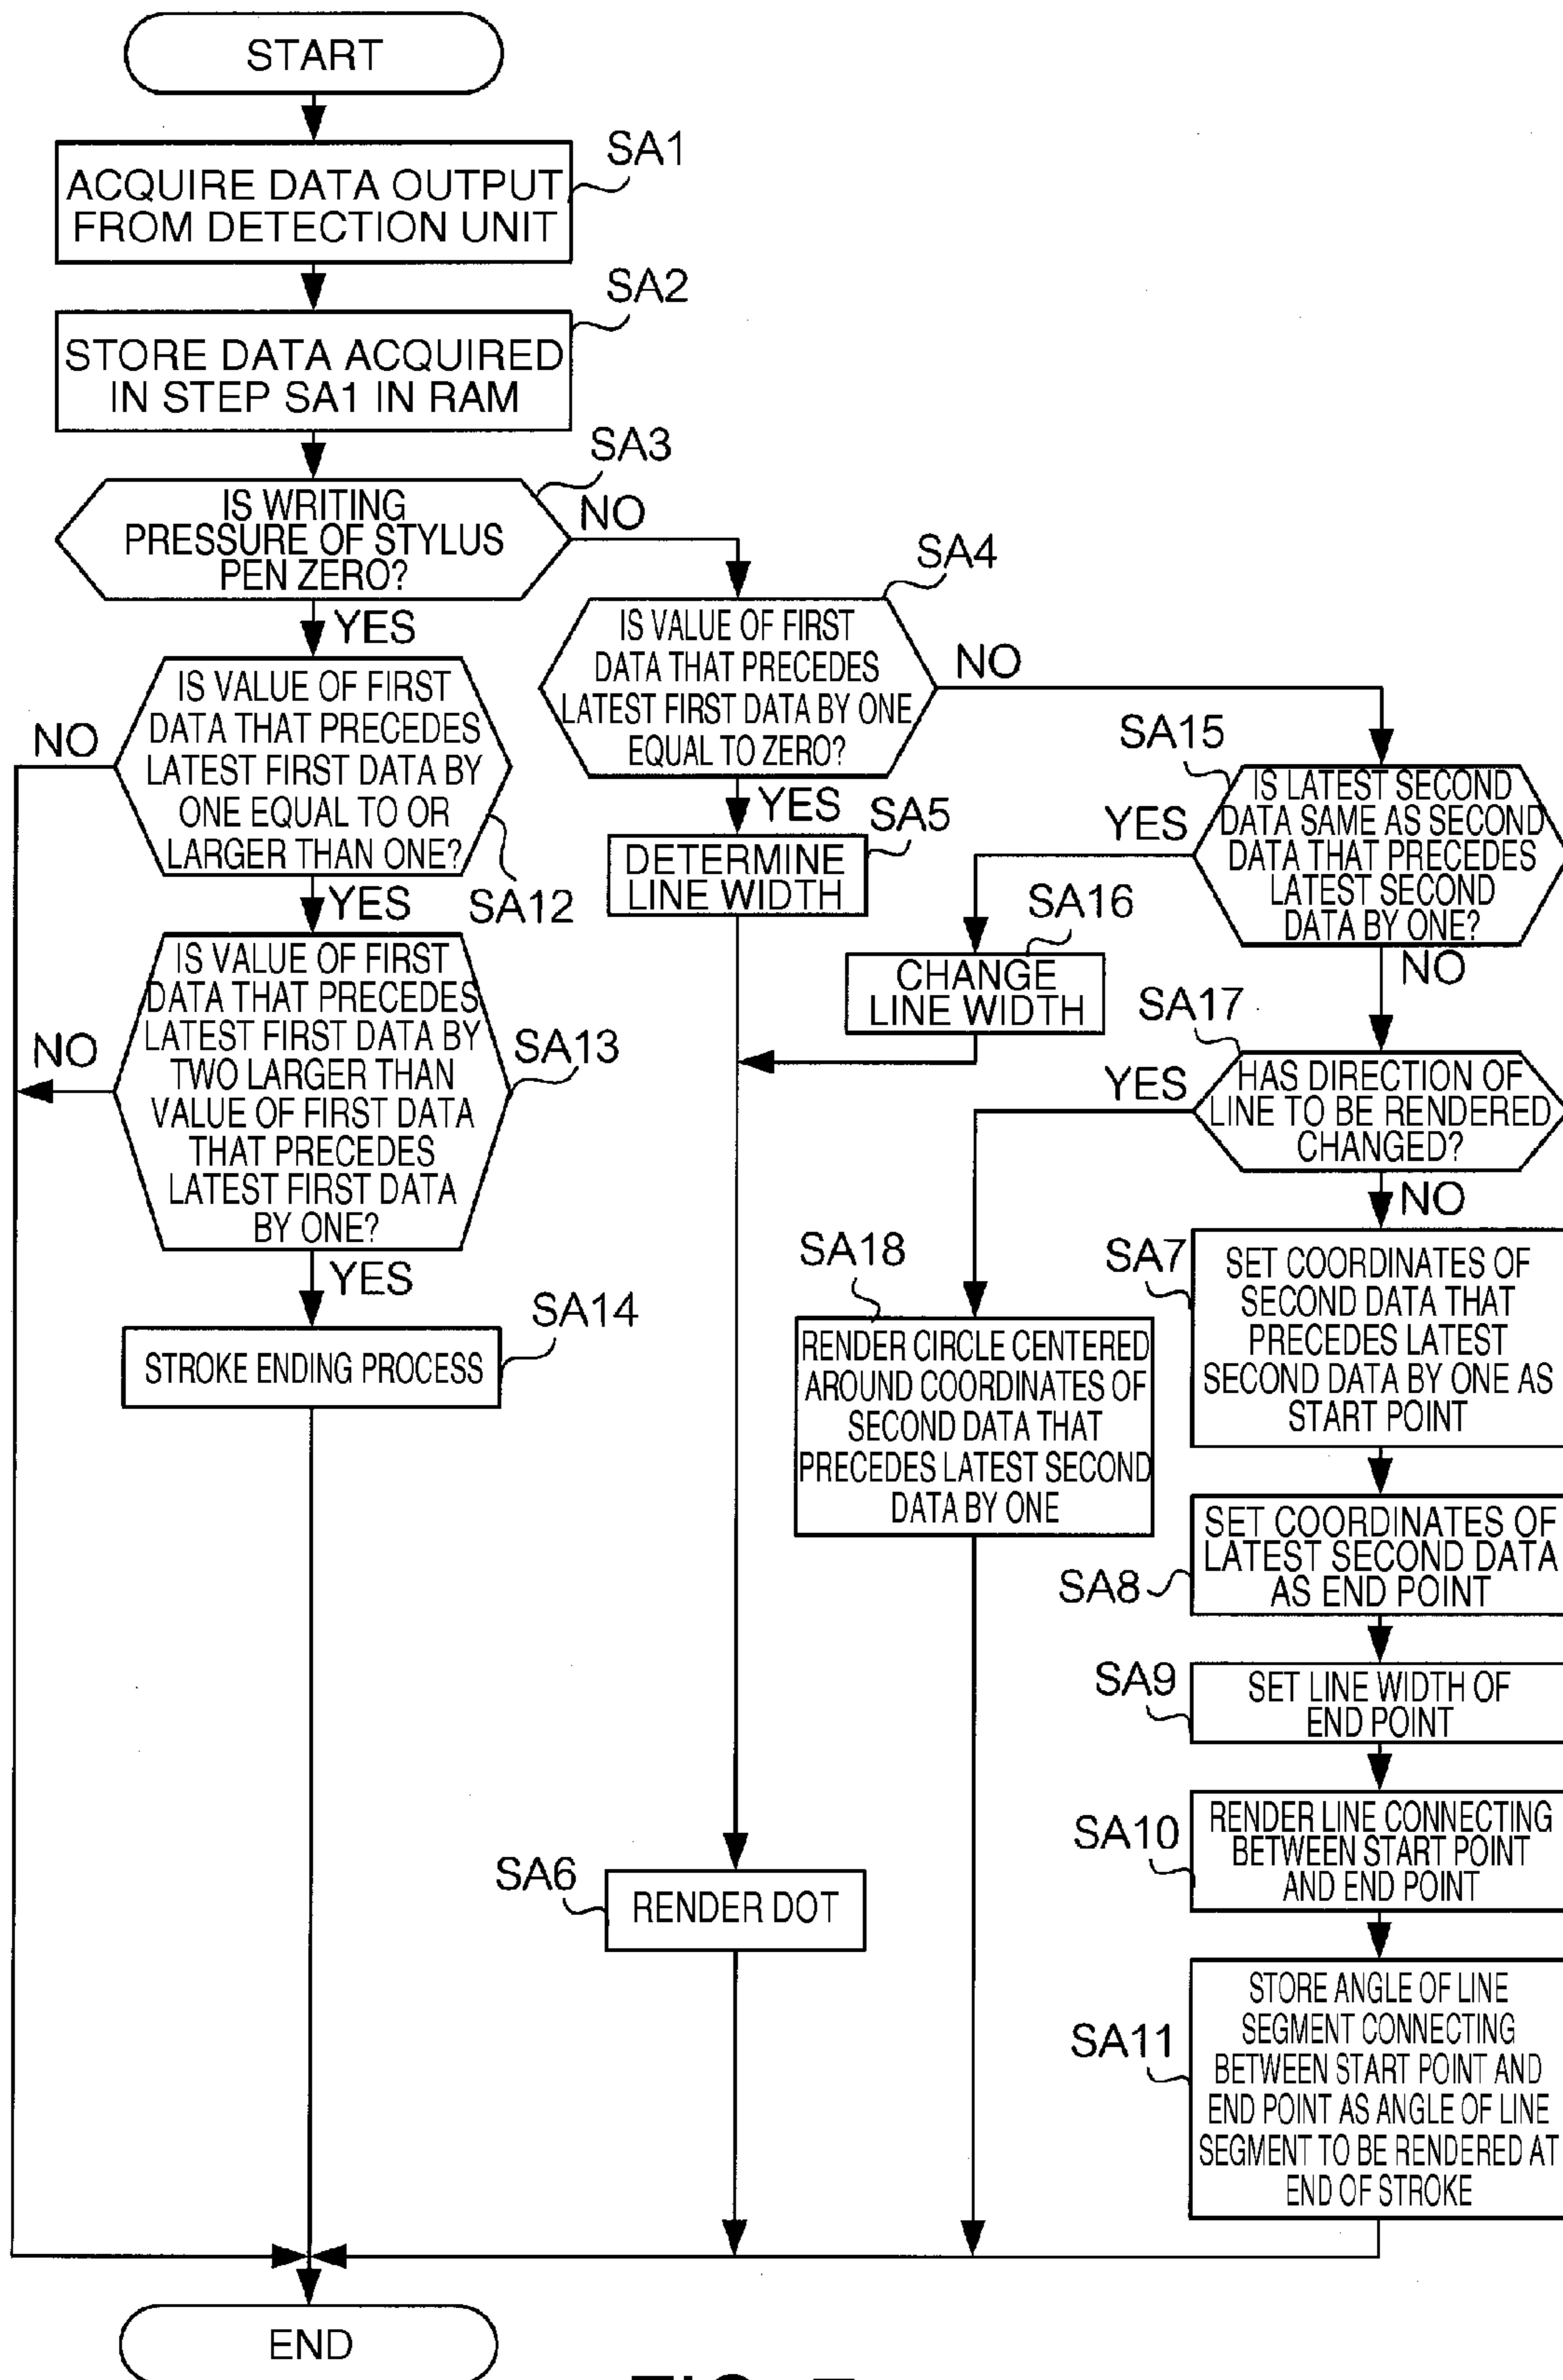 START
SA1
ACQUIRE DATA OUTPUT
FROM DETECTION UNIT
SA2
STORE DATA ACQUIRED
IN STEP SA1 IN RAM
SA3
IS WRITING
PRESSURE OF STYLUS
PEN ZERO?
NO
YES
SA4
IS VALUE OF FIRST
DATA THAT PRECEDES
LATEST FIRST DATA BY ONE
EQUAL TO ZERO?
NO
YES
IS VALUE OF FIRST
DATA THAT PRECEDES
LATEST FIRST DATA BY
ONE EQUAL TO OR
LARGER THAN ONE?
NO
YES
SA12
SA5
DETERMINE
LINE WIDTH
SA15
IS LATEST SECOND
DATA SAME AS SECOND
DATA THAT PRECEDES
LATEST SECOND
DATA BY ONE?
YES
NO
SA16
CHANGE
LINE WIDTH
IS VALUE OF FIRST
DATA THAT PRECEDES
LATEST FIRST DATA BY
TWO LARGER THAN
VALUE OF FIRST DATA
THAT PRECEDES
LATEST FIRST DATA
BY ONE?
NO
SA13
YES
SA17
HAS DIRECTION OF
LINE TO BE RENDERED
CHANGED?
YES
NO
SA14
STROKE ENDING PROCESS
SA18
RENDER CIRCLE CENTERED
AROUND COORDINATES OF
SECOND DATA THAT
PRECEDES LATEST SECOND
DATA BY ONE
SA7
SET COORDINATES OF
SECOND DATA THAT
PRECEDES LATEST
SECOND DATA BY ONE AS
START POINT
SA8
SET COORDINATES OF
LATEST SECOND DATA
AS END POINT
SA9
SET LINE WIDTH OF
END POINT
SA10
RENDER LINE CONNECTING
BETWEEN START POINT
AND END POINT
SA6
RENDER DOT
SA11
STORE ANGLE OF LINE
SEGMENT CONNECTING
BETWEEN START POINT AND
END POINT AS ANGLE OF LINE
SEGMENT TO BE RENDERED AT
END OF STROKE
END